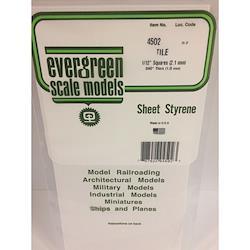 Item No. Loc. Code
4502
TILE
1/12" Squares (2.1 mm)
.040" Thick (1.0 mm)
evergreen
scale models
Sheet Styrene
Made in U.S.A.
Model Railroading
Architectural Models
Military Models
Industrial Models
Miniatures
Ships and Planes